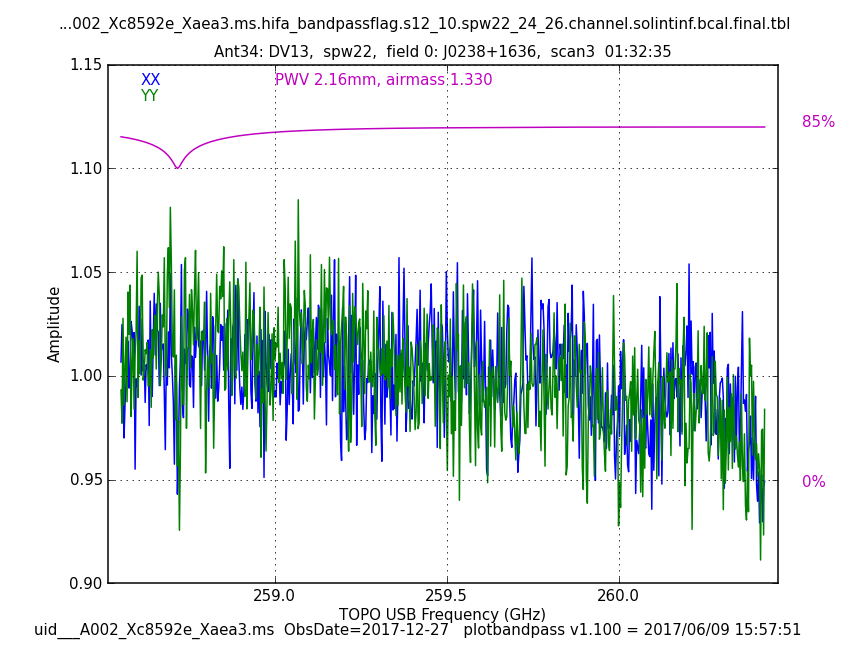 ...002_Xc8592e_Xaea3.ms.hifa_bandpassflag.s12_10.spw22_24_26.channel.solintinf.bcal.final.tbl
Ant34: DV13, spw22, field 0: J0238+1636, scan3 01:32:35
1.15
XX
PWV 2.16mm, airmass 1.330
YY
85%
1.10
1.05
Amplitude
1.00
0.95
0%
0.90
259.0
259.5
260.0
TOPO USB Frequency (GHz)
uid___A002_Xc8592e_Xaea3.ms ObsDate=2017-12-27 plotbandpass v1.100 = 2017/06/09 15:57:51